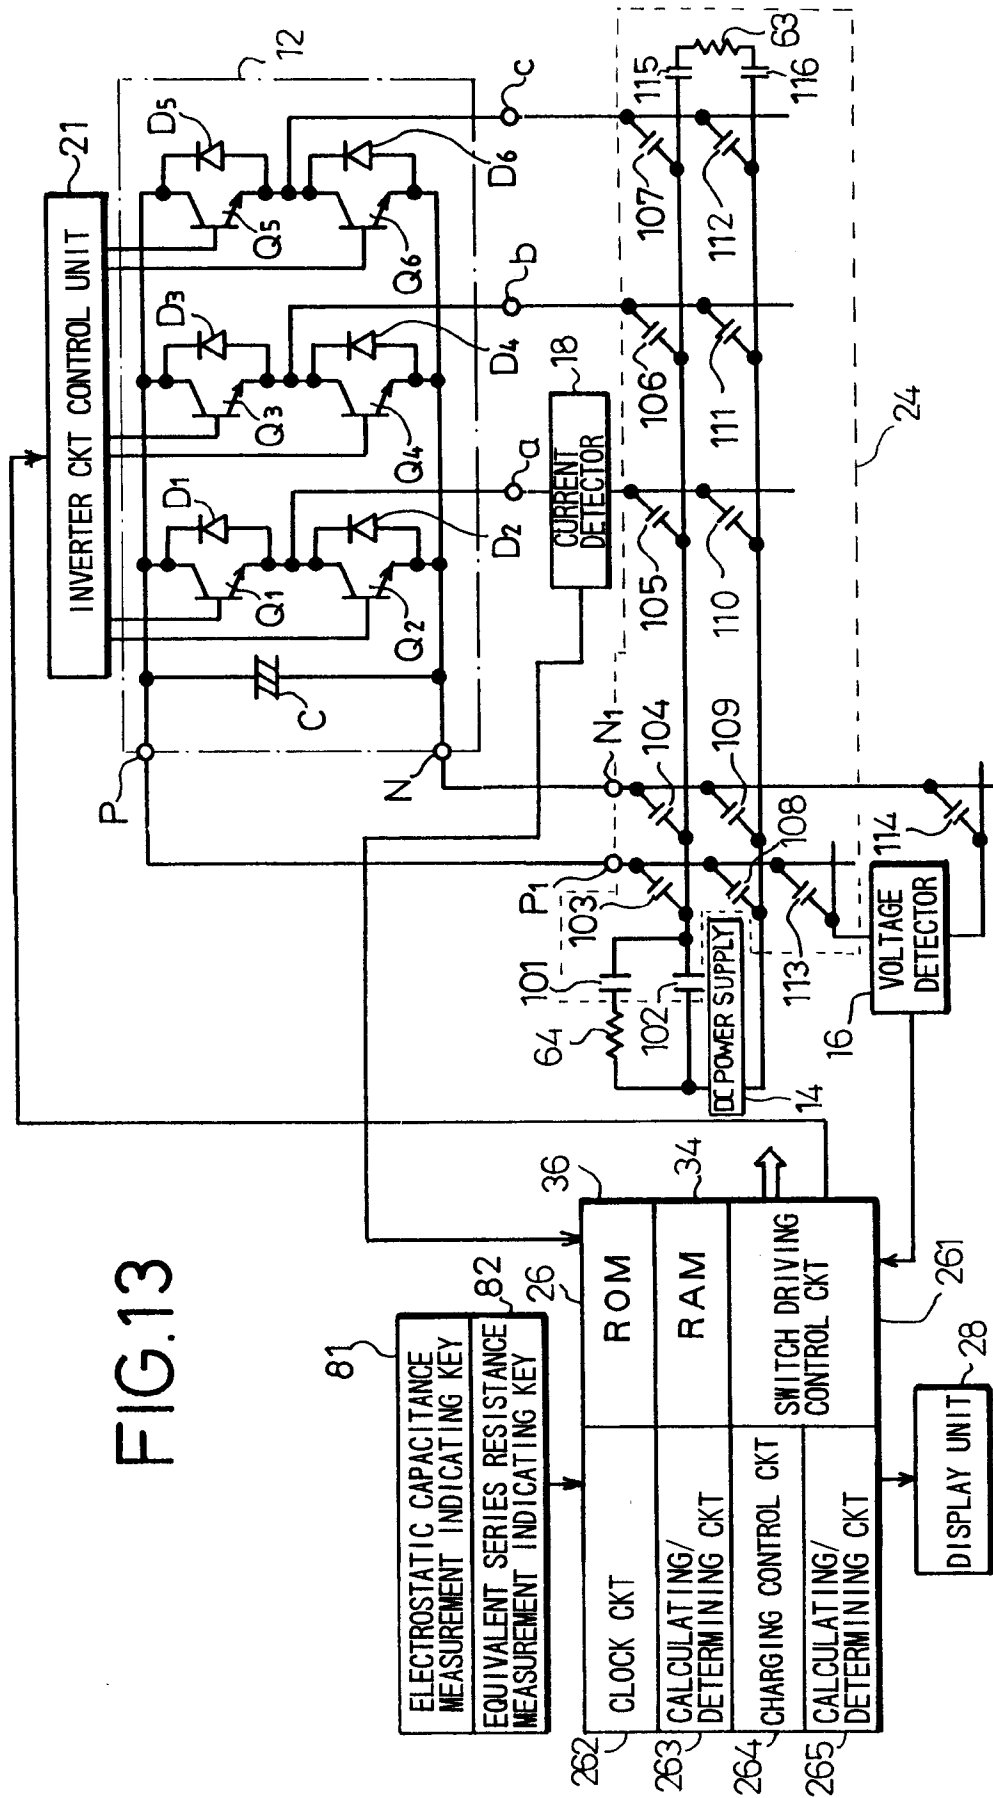 FIG.13
81
ELECTROSTATIC CAPACITANCE
MEASUREMENT INDICATING KEY
EQUIVALENT SERIES RESISTANCE
MEASUREMENT INDICATING KEY
82
26
36
262
CLOCK CKT
ROM
263
CALCULATING/
DETERMINING CKT
RAM
34
264
CHARGING CONTROL CKT
SWITCH DRIVING
CONTROL CKT
265
CALCULATING/
DETERMINING CKT
261
DISPLAY UNIT
28
INVERTER CKT CONTROL UNIT
21
12
P
N
C
Q1
D1
Q2
D2
Q3
D3
Q4
D4
Q5
D5
Q6
D6
a
b
c
CURRENT
DETECTOR
18
P1
N1
101
102
103
104
105
106
107
108
109
110
111
112
113
114
115
116
63
64
DC POWER SUPPLY
14
VOLTAGE
DETECTOR
16
24